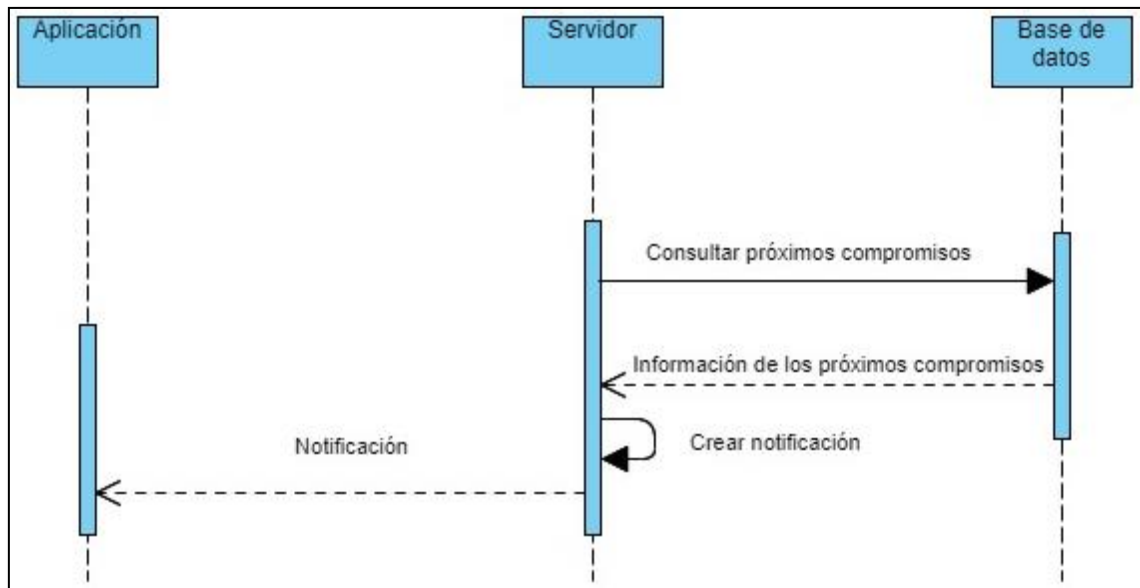 Aplicación
Servidor
Base de
datos
Consultar próximos compromisos
Información de los próximos compromisos
Crear notificación
Notificación